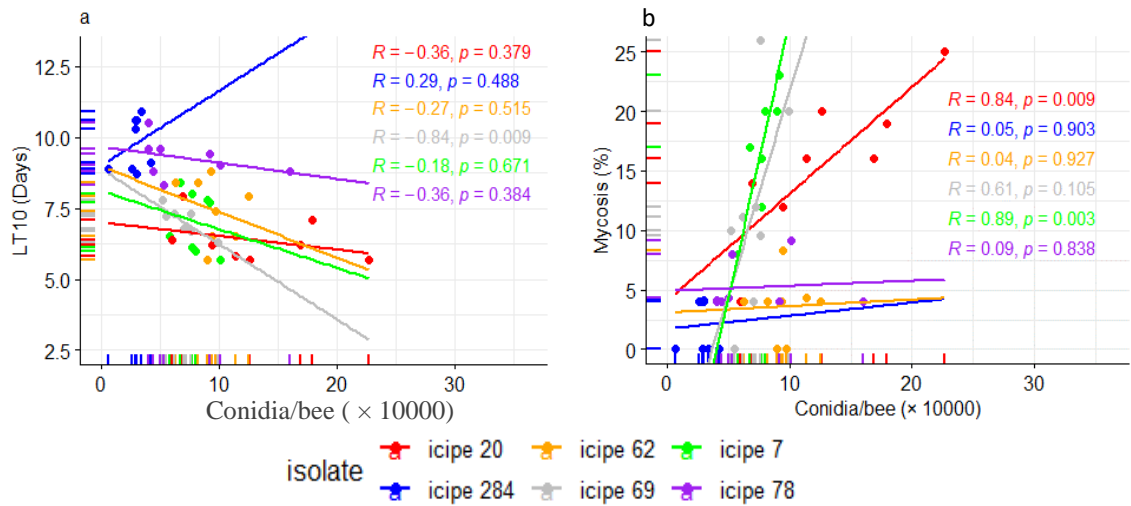 a
12.5
10.0
7.5
5.0
2.5
LT10 (Days)
R = −0.36, p = 0.379
R = 0.29, p = 0.488
R = −0.27, p = 0.515
R = −0.84, p = 0.009
R = −0.18, p = 0.671
R = −0.36, p = 0.384
0 10 20 30
Conidia/bee ( × 10000)
b
25
20
15
10
5
0
Mycosis (%)
R = 0.84, p = 0.009
R = 0.05, p = 0.903
R = 0.04, p = 0.927
R = 0.61, p = 0.105
R = 0.89, p = 0.003
R = 0.09, p = 0.838
0 10 20 30
Conidia/bee (× 10000)
isolate
icipe 20 icipe 62 icipe 7
icipe 284 icipe 69 icipe 78